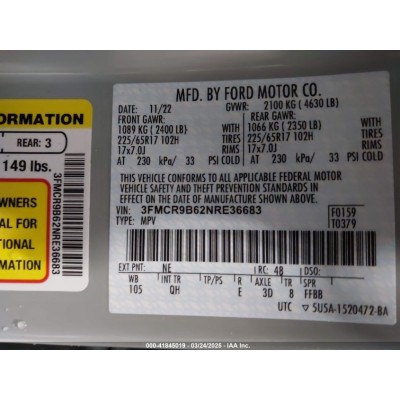 ORMATION
REAR: 3
149 lbs.
WNERS
AL FOR
TIONAL
RMATION
3FMCR9B62NRE36683
MFD. BY FORD MOTOR CO.
DATE: 11/22 GVWR: 2100 KG (4630 LB)
FRONT GAWR: REAR GAWR:
1089 KG (2400 LB) 1066 KG (2350 LB)
225/65R17 102H TIRES 225/65R17 102H TIRES
17x7.0J RIMS 17x7.0J RIMS
AT 230 kPa/ 33 PSI COLD AT 230 kPa/ 33 PSI COLD
THIS VEHICLE CONFORMS TO ALL APPLICABLE FEDERAL MOTOR
VEHICLE SAFETY AND THEFT PREVENTION STANDARDS IN EFFECT
ON THE DATE OF MANUFACTURE SHOWN ABOVE.
VIN: 3FMCR9B62NRE36683 F0159
TYPE: MPV T0379
EXT PNT: NE RC: 48 DSO:
WB INT TR TP/PS R AXLE TR SPR
105 QH E 3D 8 FFBB
UTC 5U5A-1520472-BA
000-41845019 - 03/24/2025 - IAA Inc.